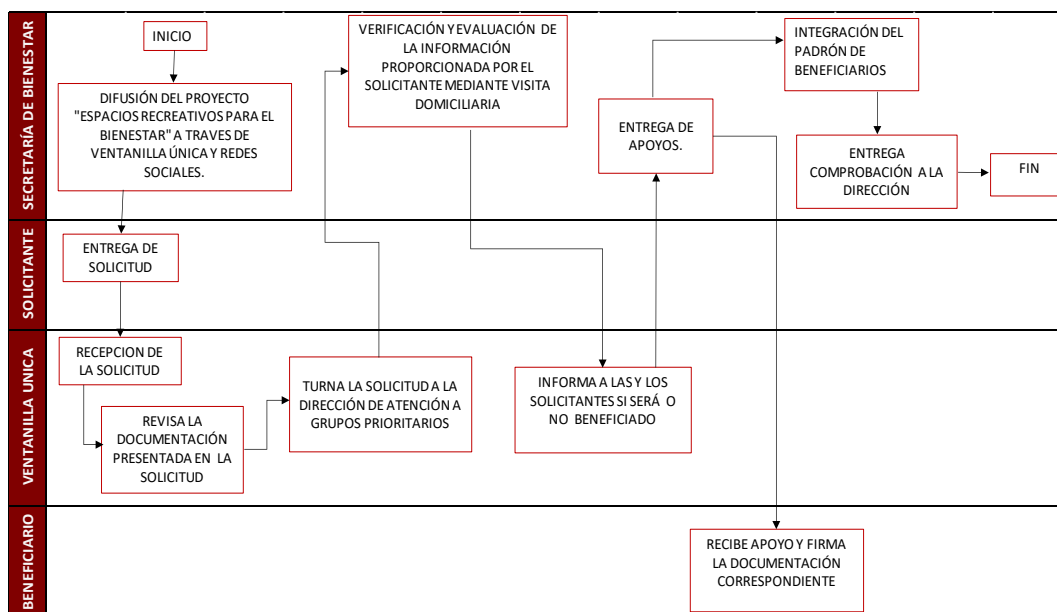 SECRETARÍA DE BIENESTAR
INICIO
DIFUSIÓN DEL PROYECTO
"ESPACIOS RECREATIVOS PARA EL
BIENESTAR" A TRAVES DE
VENTANILLA ÚNICA Y REDES
SOCIALES.
VERIFICACIÓN Y EVALUACIÓN DE
LA INFORMACIÓN
PROPORCIONADA POR EL
SOLICITANTE MEDIANTE VISITA
DOMICILIARIA
ENTREGA DE
APOYOS.
INTEGRACIÓN DEL
PADRÓN DE
BENEFICIARIOS
ENTREGA
COMPROBACIÓN A LA
DIRECCIÓN
FIN
SOLICITANTE
ENTREGA DE
SOLICITUD
VENTANILLA UNICA
RECEPCION DE
LA SOLICITUD
REVISA LA
DOCUMENTACIÓN
PRESENTADA EN LA
SOLICITUD
TURNA LA SOLICITUD A LA
DIRECCIÓN DE ATENCIÓN A
GRUPOS PRIORITARIOS
INFORMA A LAS Y LOS
SOLICITANTES SI SERÁ O
NO BENEFICIADO
BENEFICIARIO
RECIBE APOYO Y FIRMA
LA DOCUMENTACIÓN
CORRESPONDIENTE